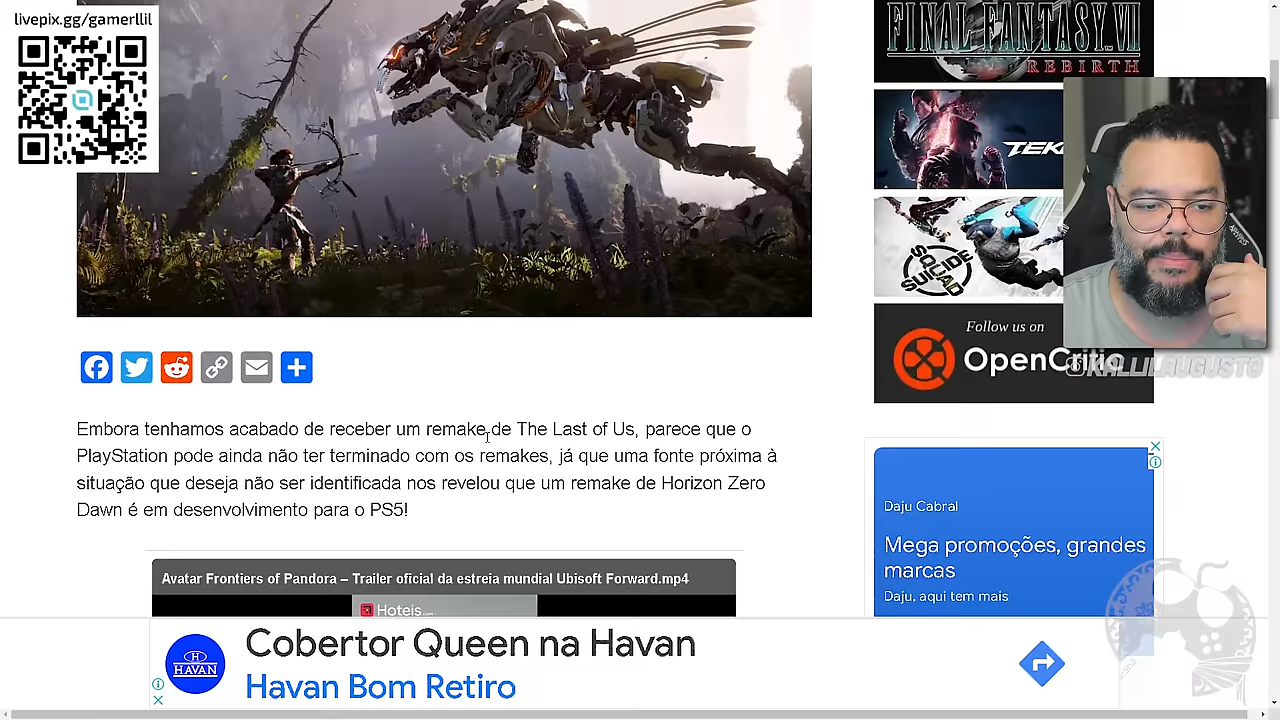 livepix.gg/gamerllil
FINAL FANTASY VII
REBIRTH
SUICIDE
SQUAD
Follow us on
OpenCritic
@KALLILAUGUSTO
Embora tenhamos acabado de receber um remake de The Last of Us, parece que o
PlayStation pode ainda não ter terminado com os remakes, já que uma fonte próxima à
situação que deseja não ser identificada nos revelou que um remake de Horizon Zero
Dawn é em desenvolvimento para o PS5!
Daju Cabral
Mega promoções, grandes
marcas
Daju, aqui tem mais
Avatar Frontiers of Pandora – Trailer oficial da estreia mundial Ubisoft Forward.mp4
Hoteis.com
HAVAN
Cobertor Queen na Havan
Havan Bom Retiro